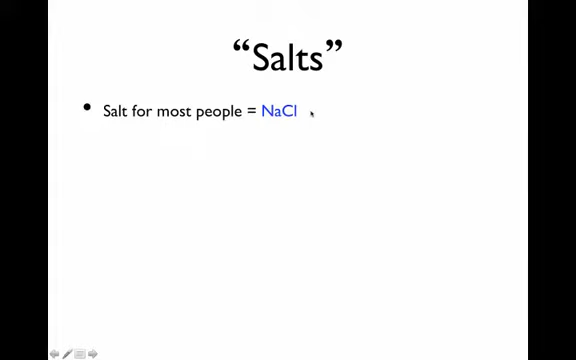 “Salts”
• Salt for most people = NaCl